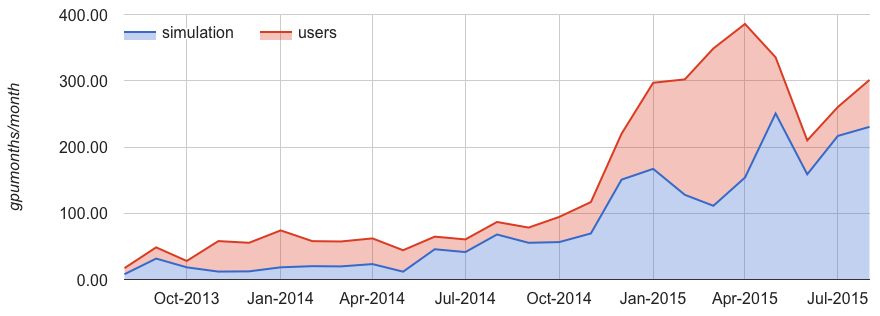 400.00
simulation
users
300.00
gpumonths/month
200.00
100.00
0.00
Oct-2013
Jan-2014
Apr-2014
Jul-2014
Oct-2014
Jan-2015
Apr-2015
Jul-2015